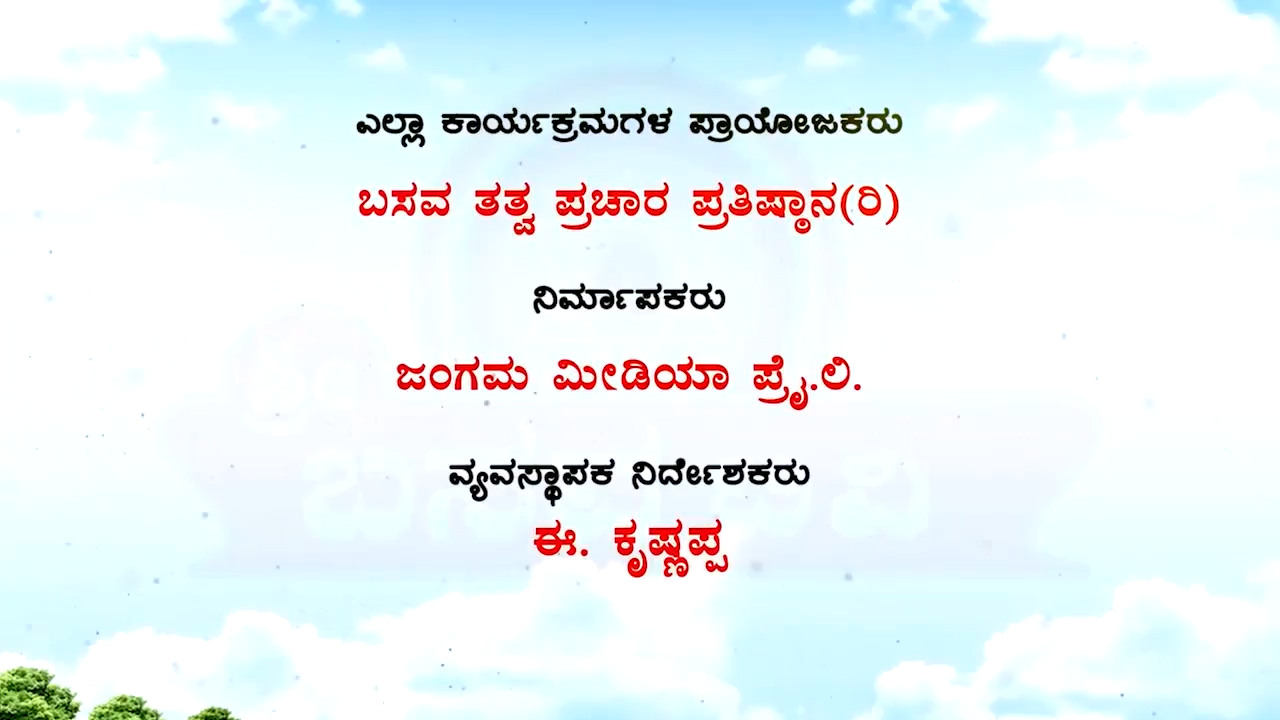 ಎಲ್ಲಾ ಕಾರ್ಯಕ್ರಮಗಳ ಪ್ರಾಯೋಜಕರು
ಬಸವ ತತ್ವ ಪ್ರಚಾರ ಪ್ರತಿಷ್ಠಾನ(ರಿ)
ನಿರ್ಮಾಪಕರು
ಜಂಗಮ ಮೀಡಿಯಾ ಪ್ರೈ.ಲಿ.
ವ್ಯವಸ್ಥಾಪಕ ನಿರ್ದೇಶಕರು
ಈ. ಕೃಷ್ಣಪ್ಪ